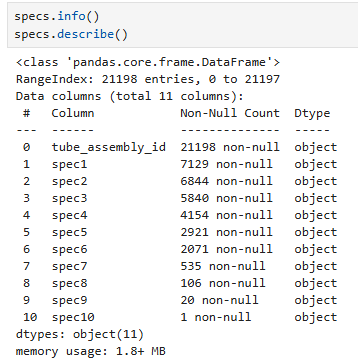 specs.info()
specs.describe()
<class 'pandas.core.frame.DataFrame'>
RangeIndex: 21198 entries, 0 to 21197
Data columns (total 11 columns):
 #   Column            Non-Null Count  Dtype
---  ------            --------------  -----
 0   tube_assembly_id  21198 non-null  object
 1   spec1             7129 non-null   object
 2   spec2             6844 non-null   object
 3   spec3             5840 non-null   object
 4   spec4             4154 non-null   object
 5   spec5             2921 non-null   object
 6   spec6             2071 non-null   object
 7   spec7             535 non-null    object
 8   spec8             106 non-null    object
 9   spec9             20 non-null     object
 10  spec10            1 non-null      object
dtypes: object(11)
memory usage: 1.8+ MB